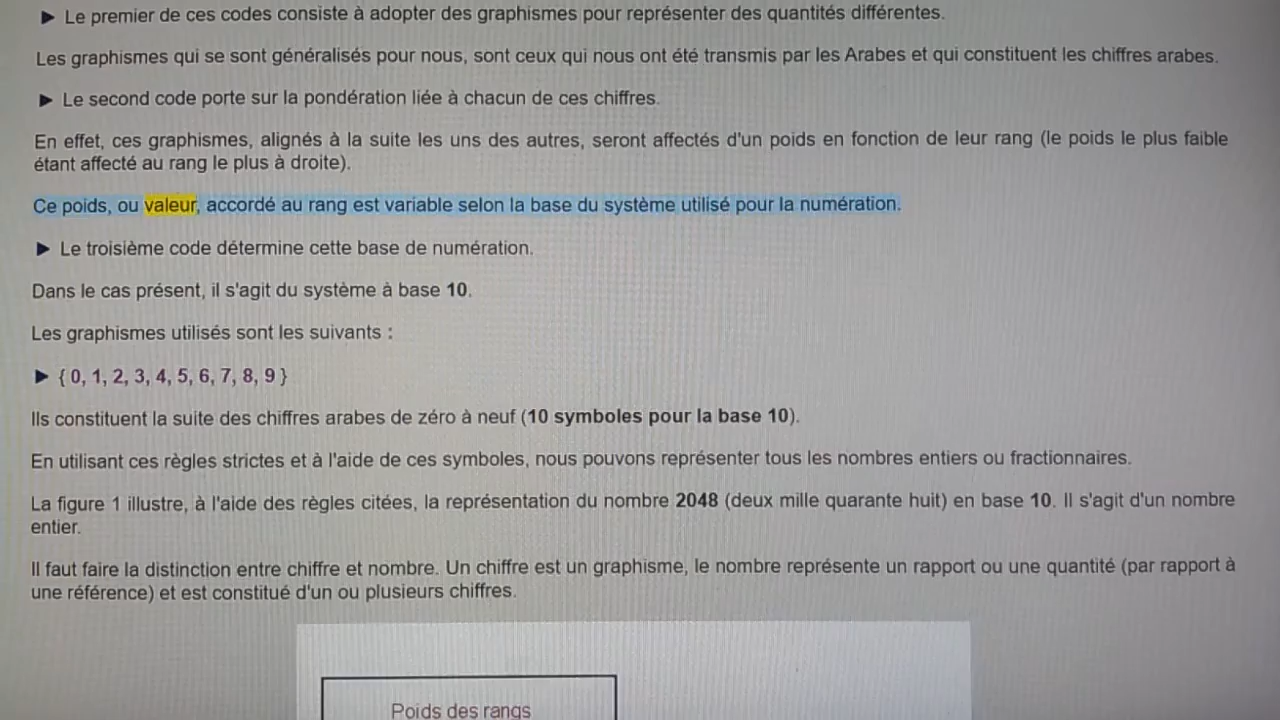 ► Le premier de ces codes consiste à adopter des graphismes pour représenter des quantités différentes.
Les graphismes qui se sont généralisés pour nous, sont ceux qui nous ont été transmis par les Arabes et qui constituent les chiffres arabes.
► Le second code porte sur la pondération liée à chacun de ces chiffres.
En effet, ces graphismes, alignés à la suite les uns des autres, seront affectés d'un poids en fonction de leur rang (le poids le plus faible
étant affecté au rang le plus à droite).
Ce poids, ou valeur, accordé au rang est variable selon la base du système utilisé pour la numération.
► Le troisième code détermine cette base de numération.
Dans le cas présent, il s'agit du système à base 10.
Les graphismes utilisés sont les suivants :
► { 0, 1, 2, 3, 4, 5, 6, 7, 8, 9 }
Ils constituent la suite des chiffres arabes de zéro à neuf (10 symboles pour la base 10).
En utilisant ces règles strictes et à l'aide de ces symboles, nous pouvons représenter tous les nombres entiers ou fractionnaires.
La figure 1 illustre, à l'aide des règles citées, la représentation du nombre 2048 (deux mille quarante huit) en base 10. Il s'agit d'un nombre
entier.
Il faut faire la distinction entre chiffre et nombre. Un chiffre est un graphisme, le nombre représente un rapport ou une quantité (par rapport à
une référence) et est constitué d'un ou plusieurs chiffres.
Poids des rangs